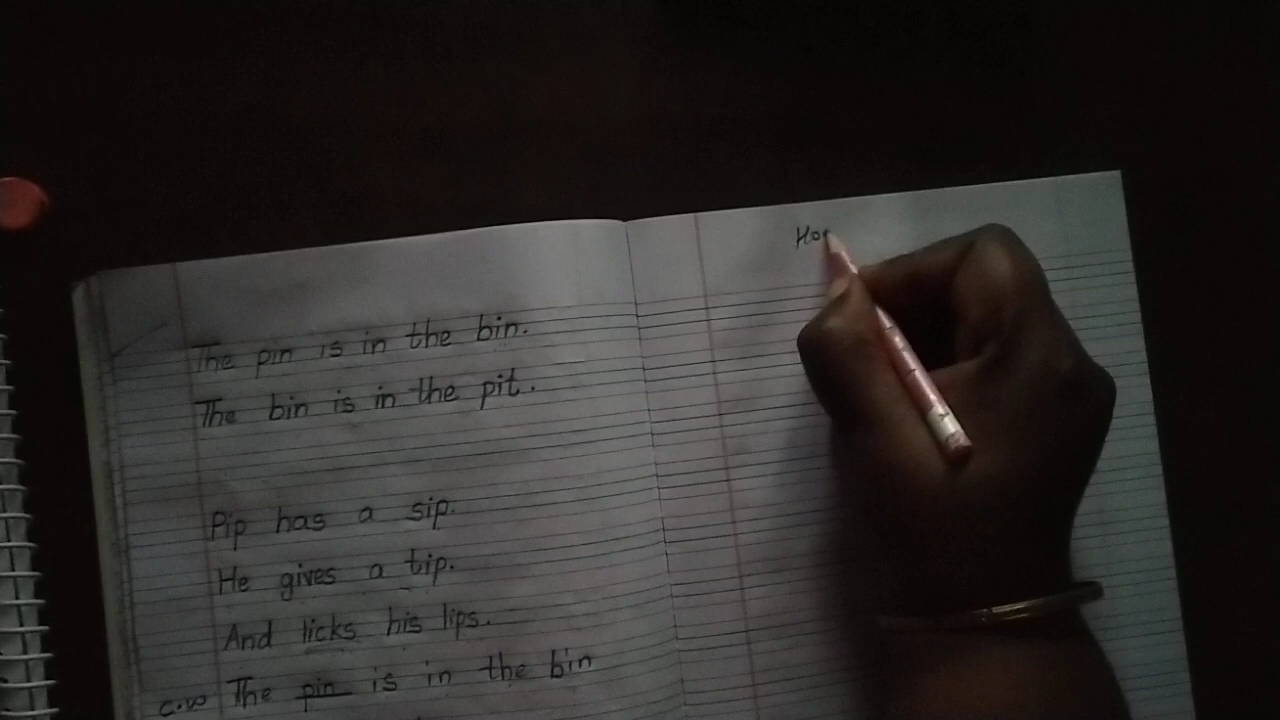 The pin is in the bin.
The bin is in the pit.
Pip has a sip.
He gives a tip.
And licks his lips.
C.W The pin is in the bin
Ho